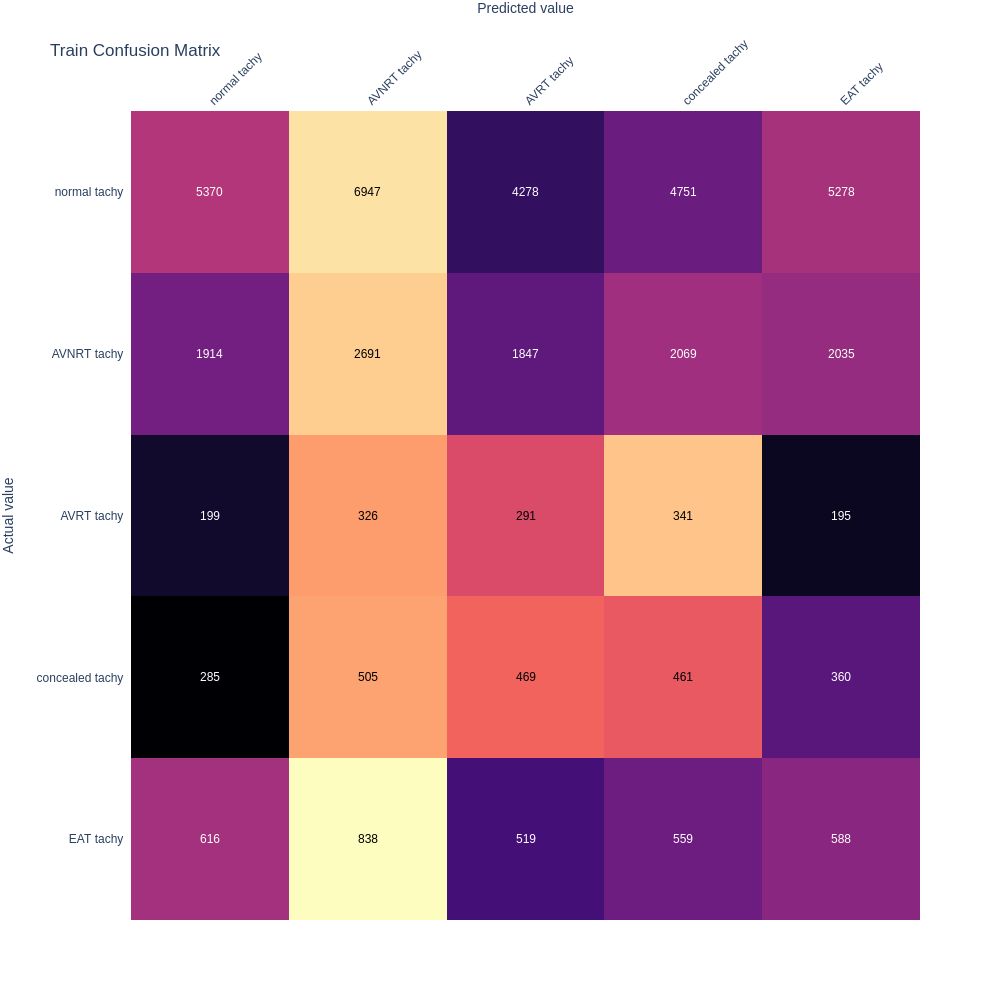 Predicted value
Train Confusion Matrix
normal tachy AVNRT tachy AVRT tachy concealed tachy EAT tachy
normal tachy 5370 6947 4278 4751 5278
AVNRT tachy 1914 2691 1847 2069 2035
AVRT tachy 199 326 291 341 195
Actual value
concealed tachy 285 505 469 461 360
EAT tachy 616 838 519 559 588